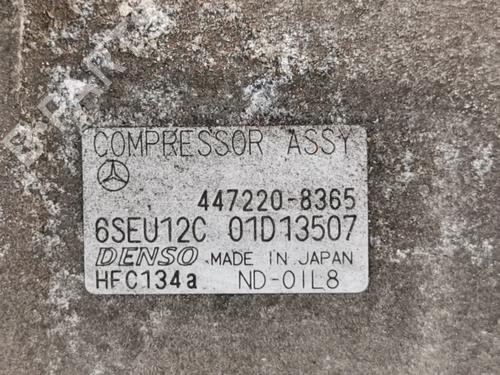 B-PARTS
COMPRESSOR ASSY
447220-8365
6SEU12C 01D13507
DENSO MADE IN JAPAN
HFC134a ND-OIL8